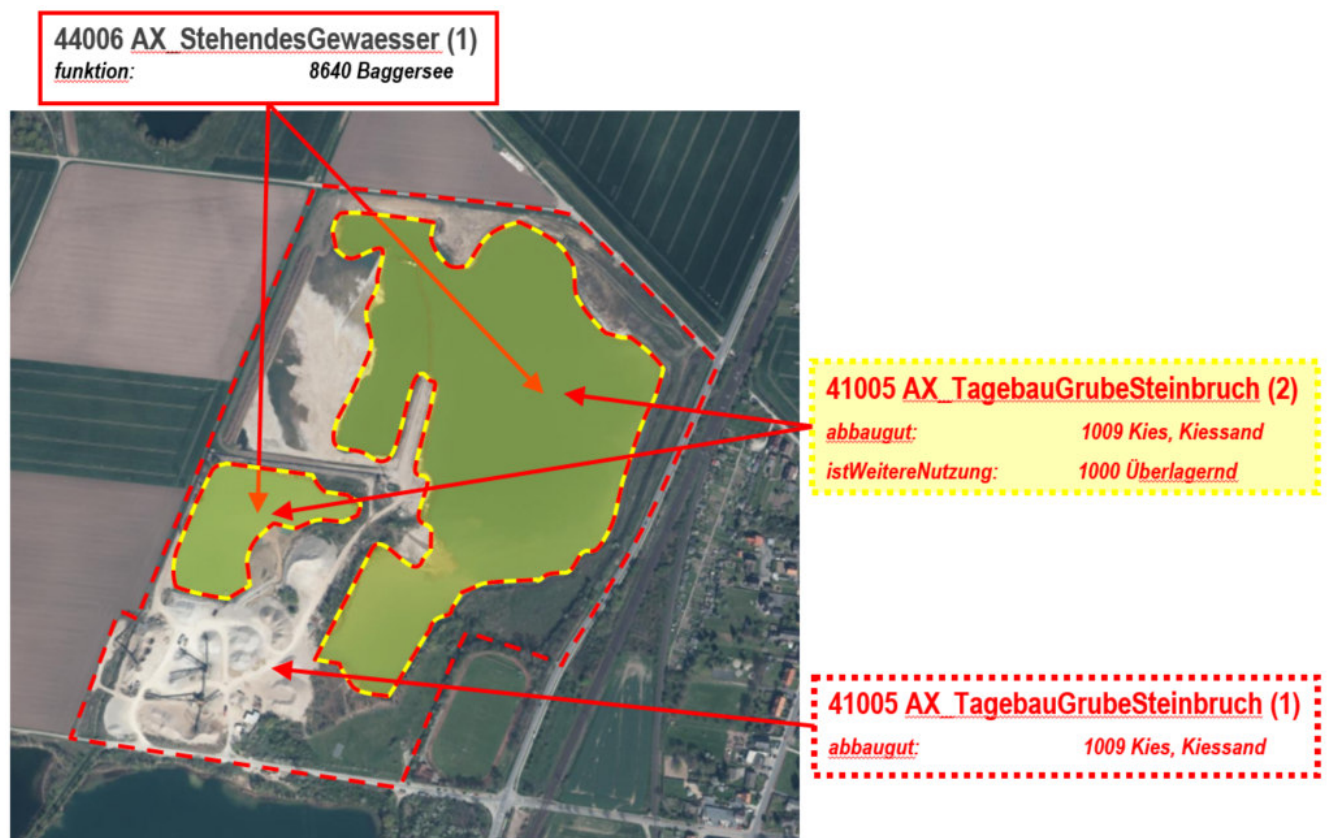 44006 AX_StehendesGewaesser (1)
funktion: 8640 Baggersee
41005 AX_TagebauGrubeSteinbruch (2)
abbaugut: 1009 Kies, Kiessand
istWeitereNutzung: 1000 Überlagernd
41005 AX_TagebauGrubeSteinbruch (1)
abbaugut: 1009 Kies, Kiessand